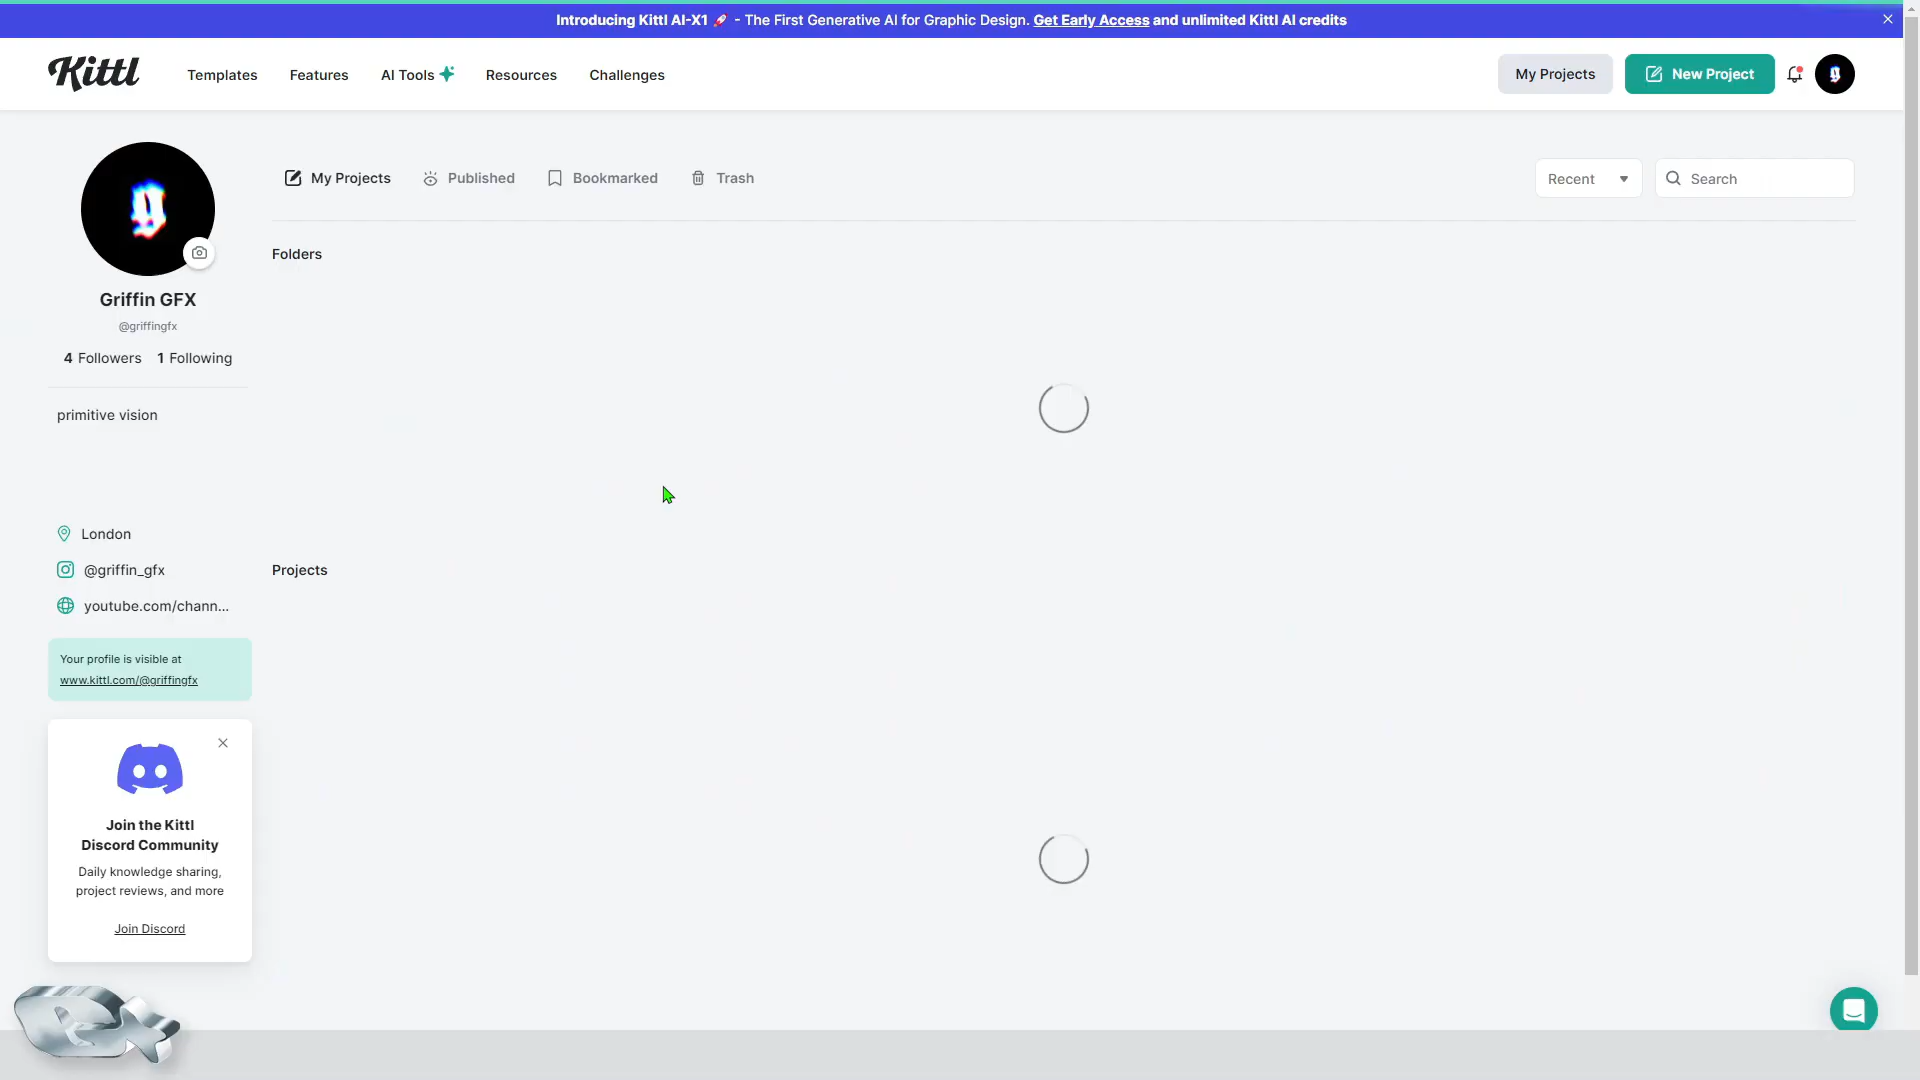 Introducing Kittl AI-X1 🚀 - The First Generative AI for Graphic Design. Get Early Access and unlimited Kittl AI credits
Kittl Templates Features AI Tools Resources Challenges My Projects New Project
My Projects Published Bookmarked Trash Recent Search
Folders
Griffin GFX
@griffingfx
4 Followers 1 Following
primitive vision
London
@griffin_gfx
youtube.com/chann...
Projects
Your profile is visible at
www.kittl.com/@griffingfx
Join the Kittl
Discord Community
Daily knowledge sharing,
project reviews, and more
Join Discord